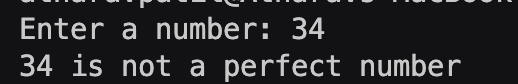 Enter a number: 34
34 is not a perfect number